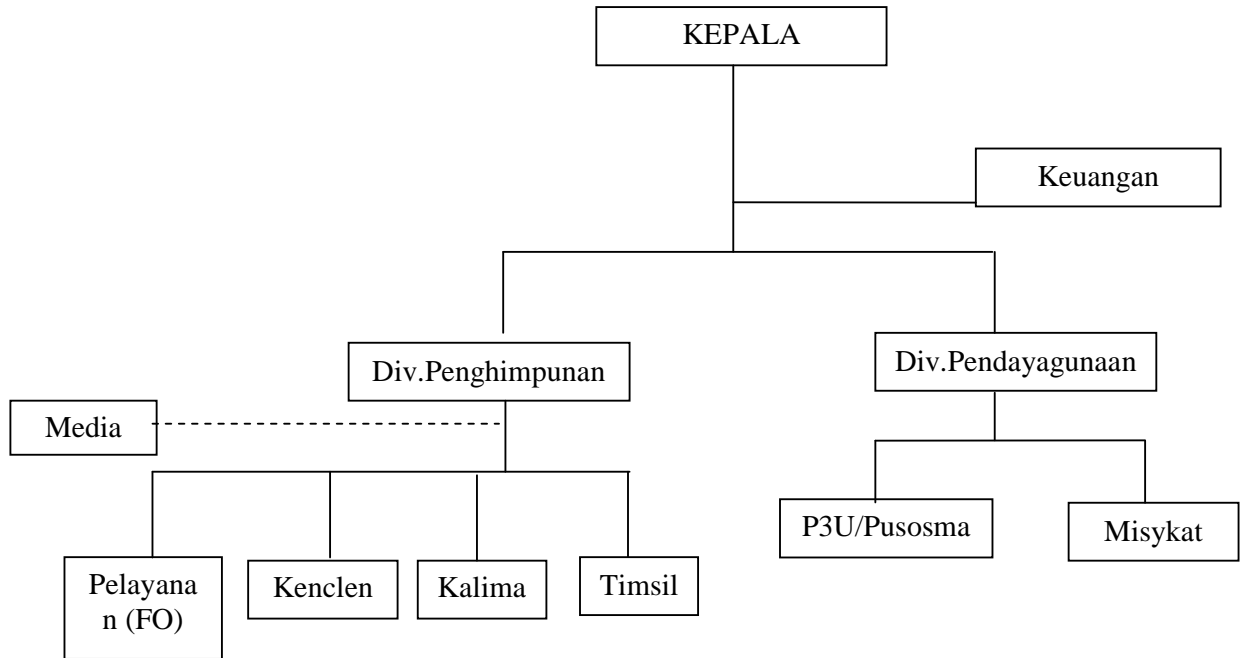 KEPALA
Keuangan
Div.Penghimpunan
Div.Pendayagunaan
Media
P3U/Pusosma
Misykat
Pelayana
n (FO)
Kenclen
Kalima
Timsil